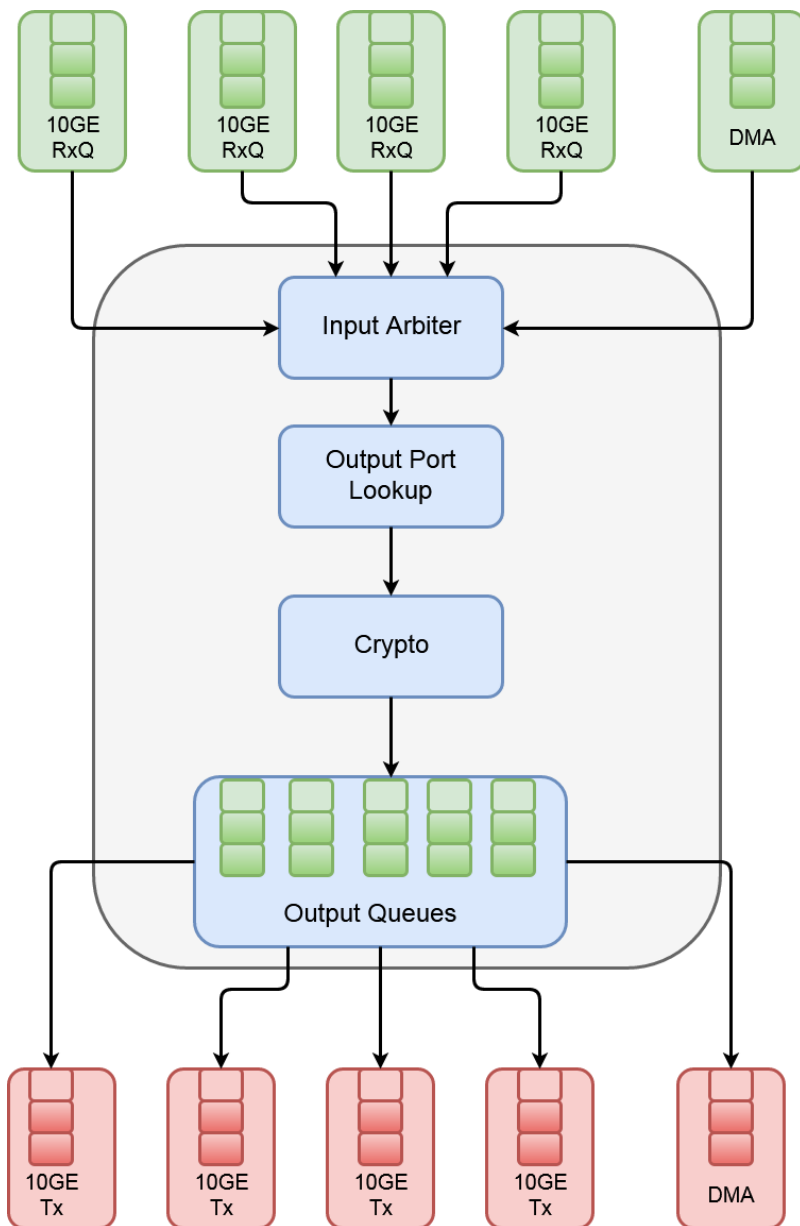 10GE
RxQ
10GE
RxQ
10GE
RxQ
10GE
RxQ
DMA
Input Arbiter
Output Port
Lookup
Crypto
Output Queues
10GE
Tx
10GE
Tx
10GE
Tx
10GE
Tx
DMA